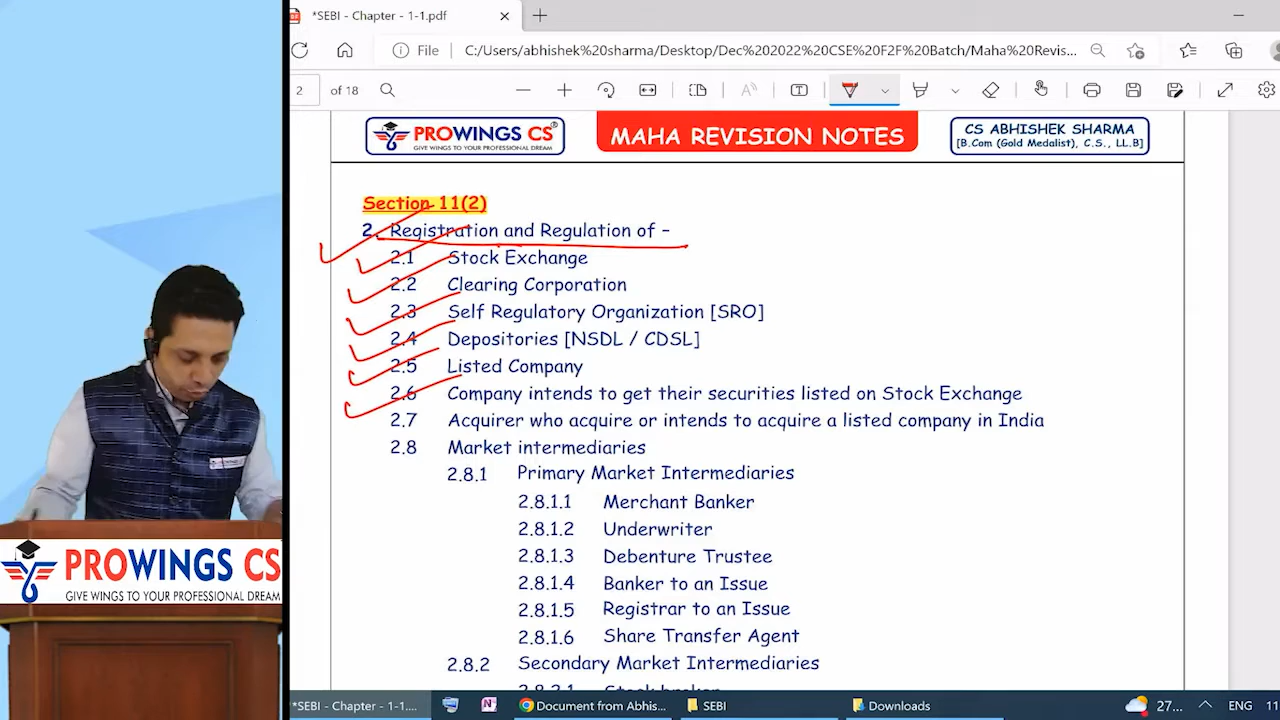 *SEBI - Chapter - 1-1.pdf
File
C:/Users/abhishek%20sharma/Desktop/Dec%202022%20CSE%20F2F%20Batch/Maha%20Revis...
2 of 18
PROWINGS CS®
GIVE WINGS TO YOUR PROFESSIONAL DREAM
MAHA REVISION NOTES
CS ABHISHEK SHARMA
[B.Com (Gold Medalist), C.S., LL.B]
Section 11(2)
2. Registration and Regulation of –
2.1 Stock Exchange
2.2 Clearing Corporation
2.3 Self Regulatory Organization [SRO]
2.4 Depositories [NSDL / CDSL]
2.5 Listed Company
2.6 Company intends to get their securities listed on Stock Exchange
2.7 Acquirer who acquire or intends to acquire a listed company in India
2.8 Market intermediaries
2.8.1 Primary Market Intermediaries
2.8.1.1 Merchant Banker
2.8.1.2 Underwriter
2.8.1.3 Debenture Trustee
2.8.1.4 Banker to an Issue
2.8.1.5 Registrar to an Issue
2.8.1.6 Share Transfer Agent
2.8.2 Secondary Market Intermediaries
2.8.2.1 Stock broker
PROWINGS CS
GIVE WINGS TO YOUR PROFESSIONAL DREAM
*SEBI - Chapter - 1-1....
Document from Abhis...
SEBI
Downloads
27...
ENG
11